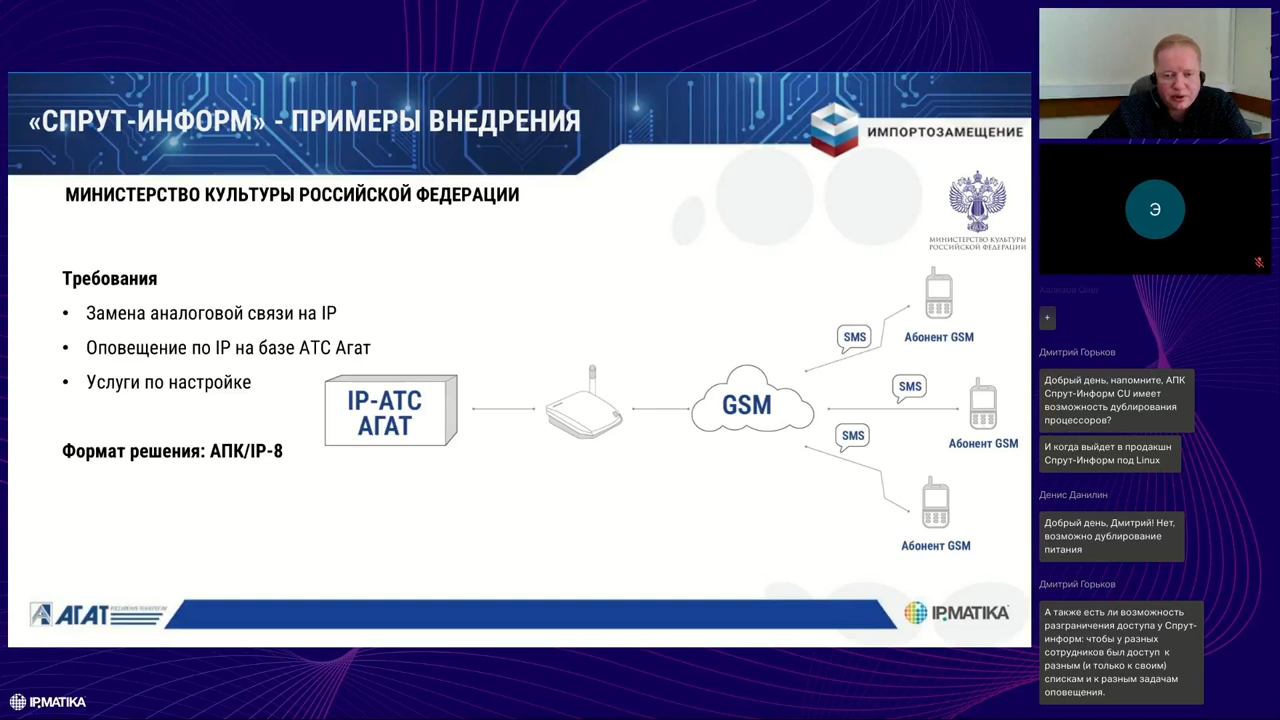 «СПРУТ-ИНФОРМ» - ПРИМЕРЫ ВНЕДРЕНИЯ
ИМПОРТОЗАМЕЩЕНИЕ
МИНИСТЕРСТВО КУЛЬТУРЫ РОССИЙСКОЙ ФЕДЕРАЦИИ
МИНИСТЕРСТВО КУЛЬТУРЫ
РОССИЙСКОЙ ФЕДЕРАЦИИ
Требования
• Замена аналоговой связи на IP
• Оповещение по IP на базе АТС Агат
• Услуги по настройке
Формат решения: АПК/IP-8
IP-АТС
АГАТ
GSM
SMS
Абонент GSM
SMS
Абонент GSM
SMS
Абонент GSM
АГАТ
РОССИЙСКИЕ ТЕХНОЛОГИИ
IPMATIKA
IPMATIKA
Э
+
Дмитрий Горьков
Добрый день, напомните, АПК
Спрут-Информ CU имеет
возможность дублирования
процессоров?
И когда выйдет в продакшн
Спрут-Информ под Linux
Денис Данилин
Добрый день, Дмитрий! Нет,
возможно дублирование
питания
Дмитрий Горьков
А также есть ли возможность
разграничения доступа у Спрут-
информ: чтобы у разных
сотрудников был доступ к
разным (и только к своим)
спискам и к разным задачам
оповещения.